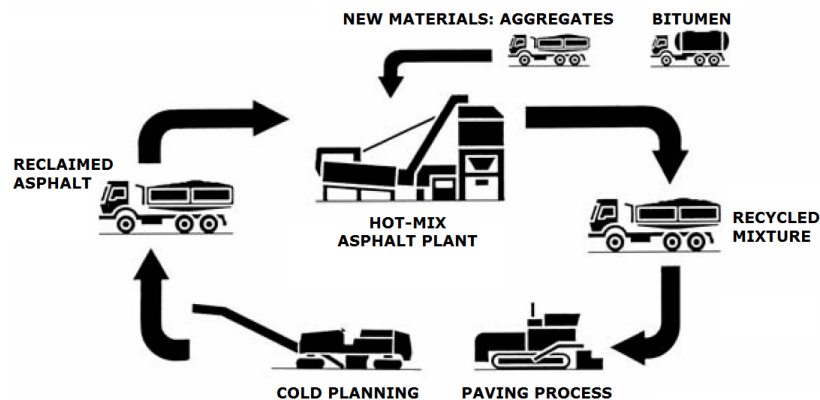 NEW MATERIALS: AGGREGATES
BITUMEN
RECLAIMED
ASPHALT
HOT-MIX
ASPHALT PLANT
RECYCLED
MIXTURE
COLD PLANNING
PAVING PROCESS